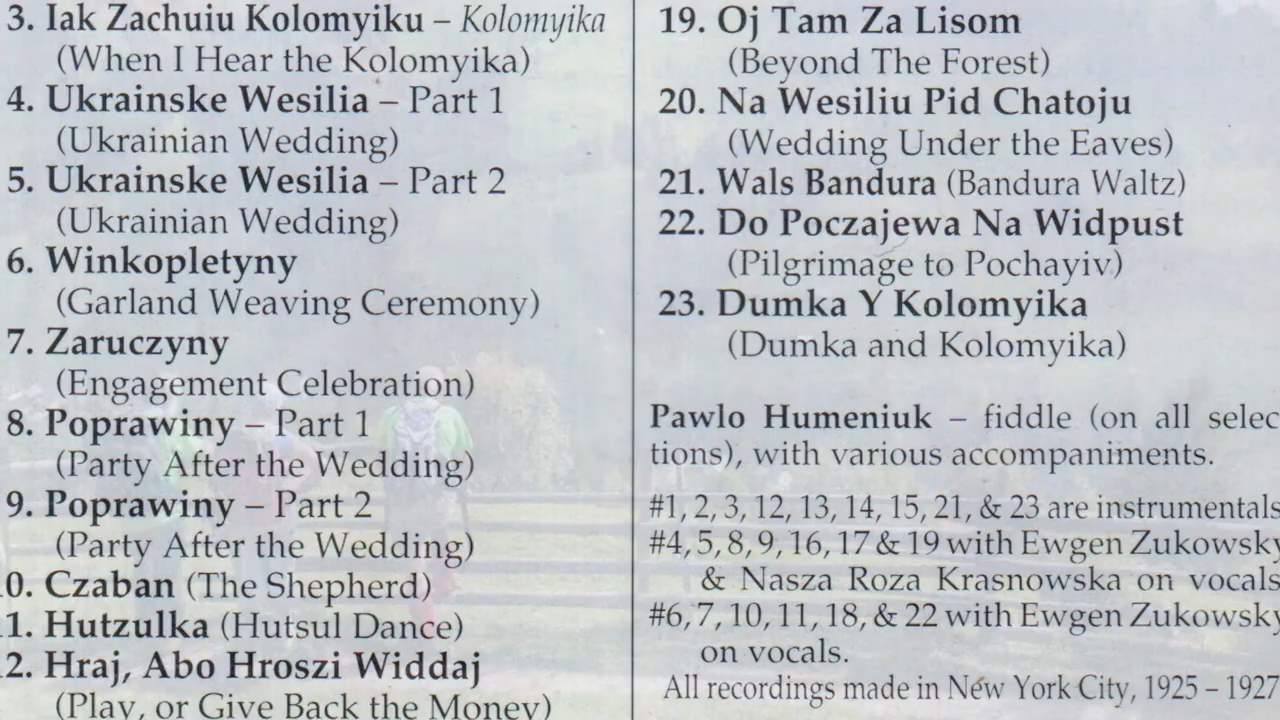 3. Iak Zachuiu Kolomyiku – Kolomyika
(When I Hear the Kolomyika)
4. Ukrainske Wesilia – Part 1
(Ukrainian Wedding)
5. Ukrainske Wesilia – Part 2
(Ukrainian Wedding)
6. Winkopletyny
(Garland Weaving Ceremony)
7. Zaruczyny
(Engagement Celebration)
8. Poprawiny – Part 1
(Party After the Wedding)
9. Poprawiny – Part 2
(Party After the Wedding)
0. Czaban (The Shepherd)
1. Hutzulka (Hutsul Dance)
2. Hraj, Abo Hroszi Widdaj
(Play, or Give Back the Money)
19. Oj Tam Za Lisom
(Beyond The Forest)
20. Na Wesiliu Pid Chatoju
(Wedding Under the Eaves)
21. Wals Bandura (Bandura Waltz)
22. Do Poczajewa Na Widpust
(Pilgrimage to Pochayiv)
23. Dumka Y Kolomyika
(Dumka and Kolomyika)
Pawlo Humeniuk – fiddle (on all selec
tions), with various accompaniments.
#1, 2, 3, 12, 13, 14, 15, 21, & 23 are instrumentals
#4, 5, 8, 9, 16, 17 & 19 with Ewgen Zukowsky
& Nasza Roza Krasnowska on vocals
#6, 7, 10, 11, 18, & 22 with Ewgen Zukowsky
on vocals.
All recordings made in New York City, 1925 – 1927